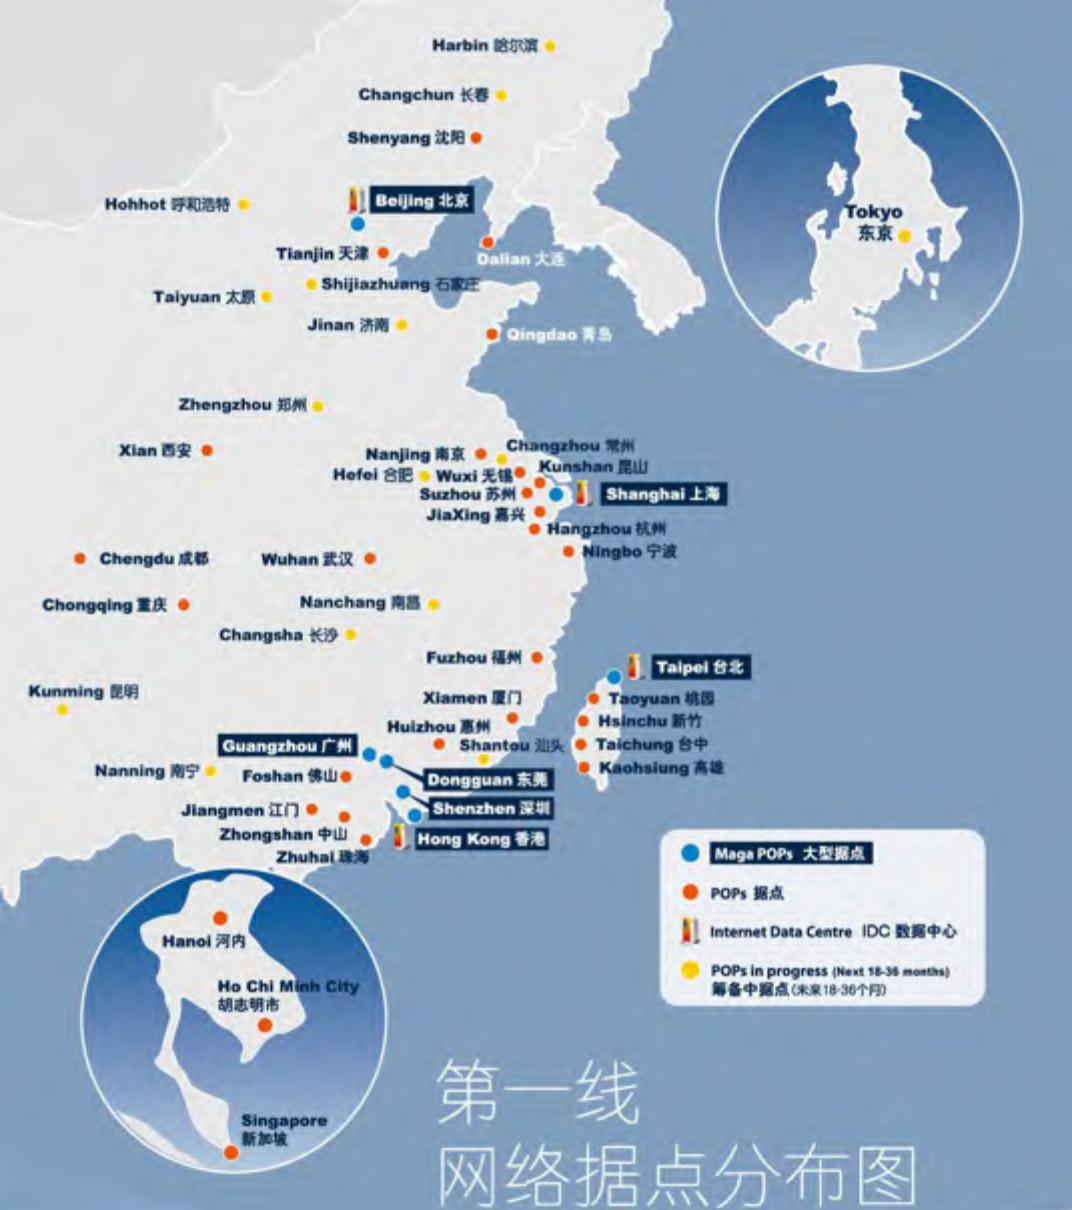 Harbin 哈尔滨
Changchun 长春
Shenyang 沈阳
Hohhot 呼和浩特
Beijing 北京
Tianjin 天津
Dalian 大连
Shijiazhuang 石家庄
Taiyuan 太原
Jinan 济南
Qingdao 青岛
Tokyo
东京
Zhengzhou 郑州
Xian 西安
Nanjing 南京
Changzhou 常州
Hefei 合肥
Wuxi 无锡
Kunshan 昆山
Suzhou 苏州
Shanghai 上海
JiaXing 嘉兴
Hangzhou 杭州
Ningbo 宁波
Chengdu 成都
Wuhan 武汉
Chongqing 重庆
Nanchang 南昌
Changsha 长沙
Fuzhou 福州
Taipei 台北
Kunming 昆明
Xiamen 厦门
Taoyuan 桃园
Huizhou 惠州
Hsinchu 新竹
Guangzhou 广州
Shantou 汕头
Taichung 台中
Nanning 南宁
Foshan 佛山
Dongguan 东莞
Kaohsiung 高雄
Jiangmen 江门
Shenzhen 深圳
Zhongshan 中山
Hong Kong 香港
Zhuhai 珠海
Maga POPs 大型据点
POPs 据点
Internet Data Centre IDC 数据中心
POPs in progress (Next 18-36 months)
筹备中据点(未来18-36个月)
Hanoi 河内
Ho Chi Minh City
胡志明市
Singapore
新加坡
第一线
网络据点分布图